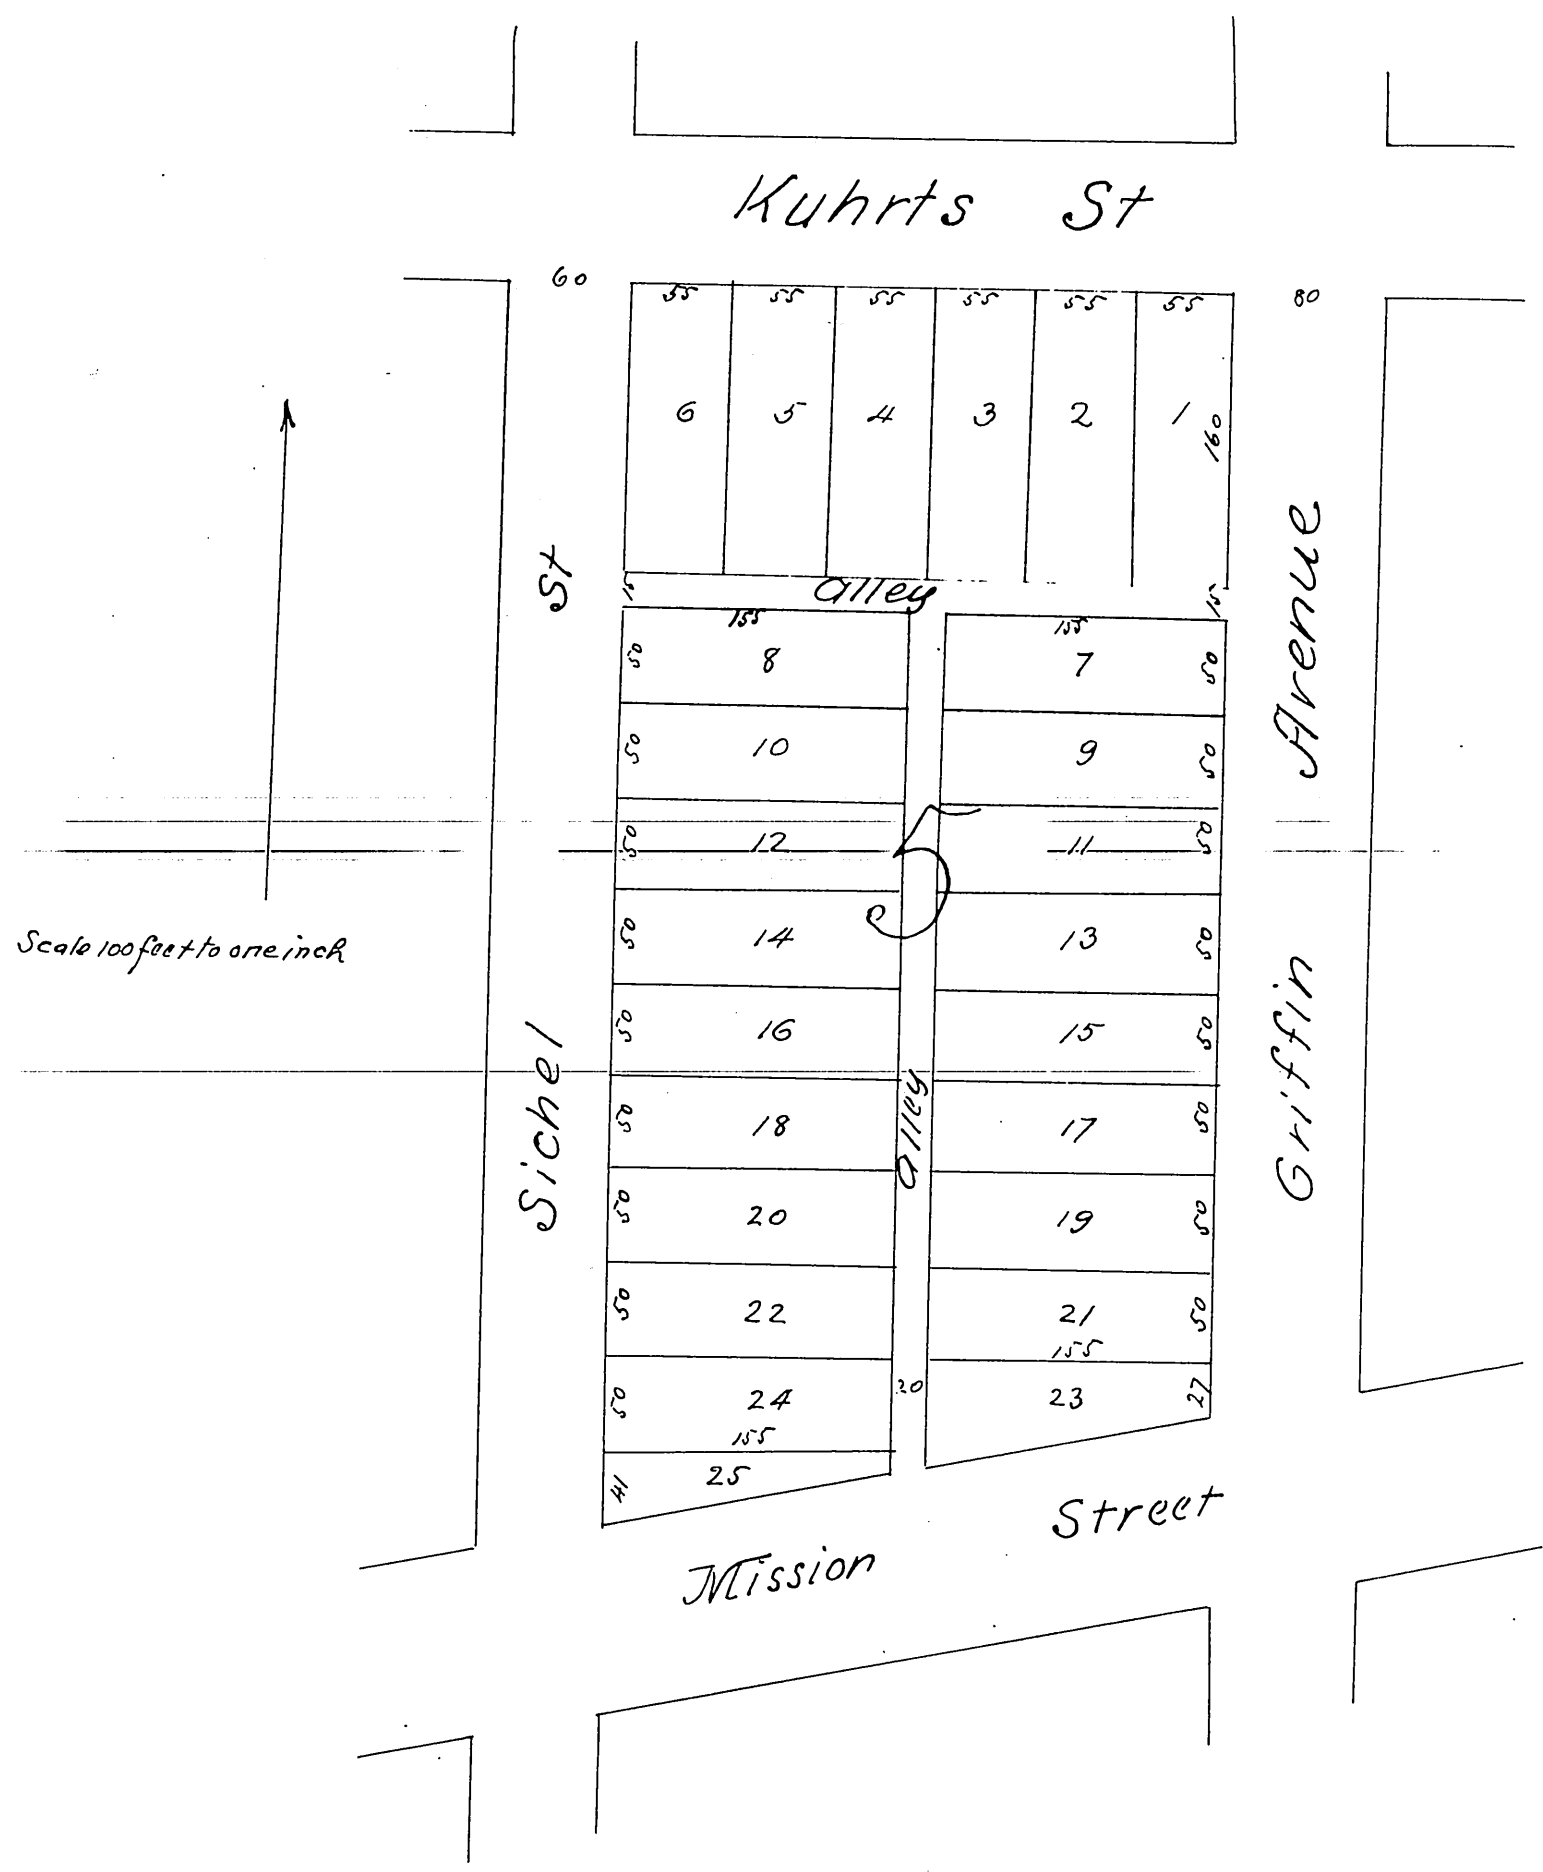 Kuhrts St
60
80
55 55 55 55 55 55
6 5 4 3 2 1
160
alley
15
155 155
50 8 7 50
50 10 9 50
50 12 11 50
5
50 14 13 50
50 16 15 50
50 18 17 50
alley
50 20 19 50
50 22 21 50
155
50 24 20 23 27
155
41 25
Sichel St
Griffin Avenue
Scale 100 feet to one inch
Mission Street